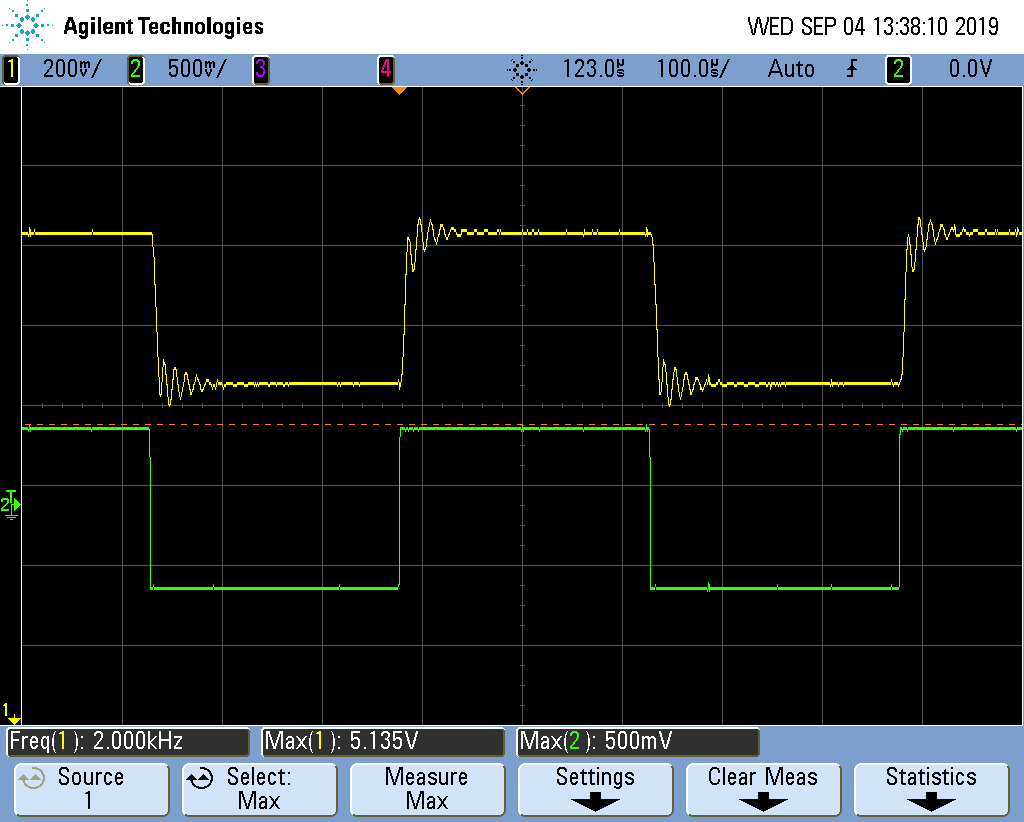 Agilent Technologies
WED SEP 04 13:38:10 2019
1 200mV/ 2 500mV/ 3 4 123.0µs 100.0µs/ Auto 2 0.0V
2
1
Freq(1): 2.000kHz Max(1): 5.135V Max(2): 500mV
Source Select: Measure Settings Clear Meas Statistics
1 Max Max